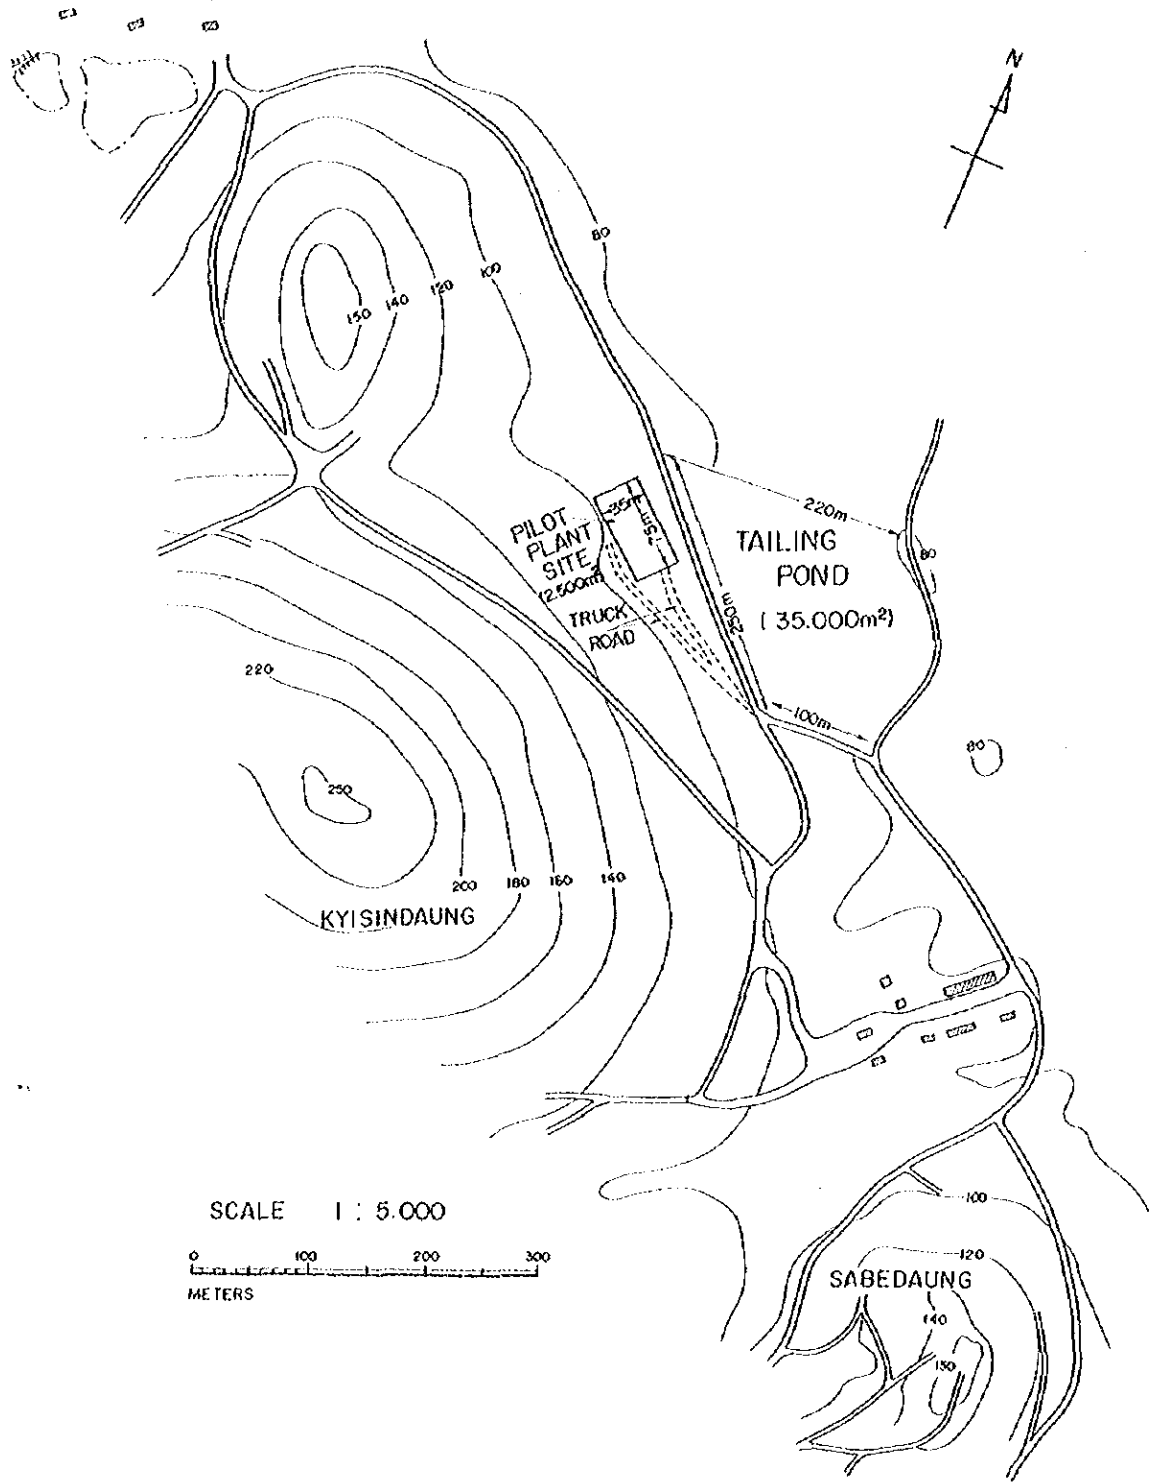 N
80
100
120
140
150
220m
35m
75m
PILOT
PLANT
SITE
(2.500m²)
TAILING
POND
(35.000m²)
80
TRUCK
ROAD
250m
100m
220
80
250
200
180
160
140
KYISINDAUNG
SCALE 1 : 5.000
0 100 200 300
METERS
100
120
SABEDAUNG
140
150